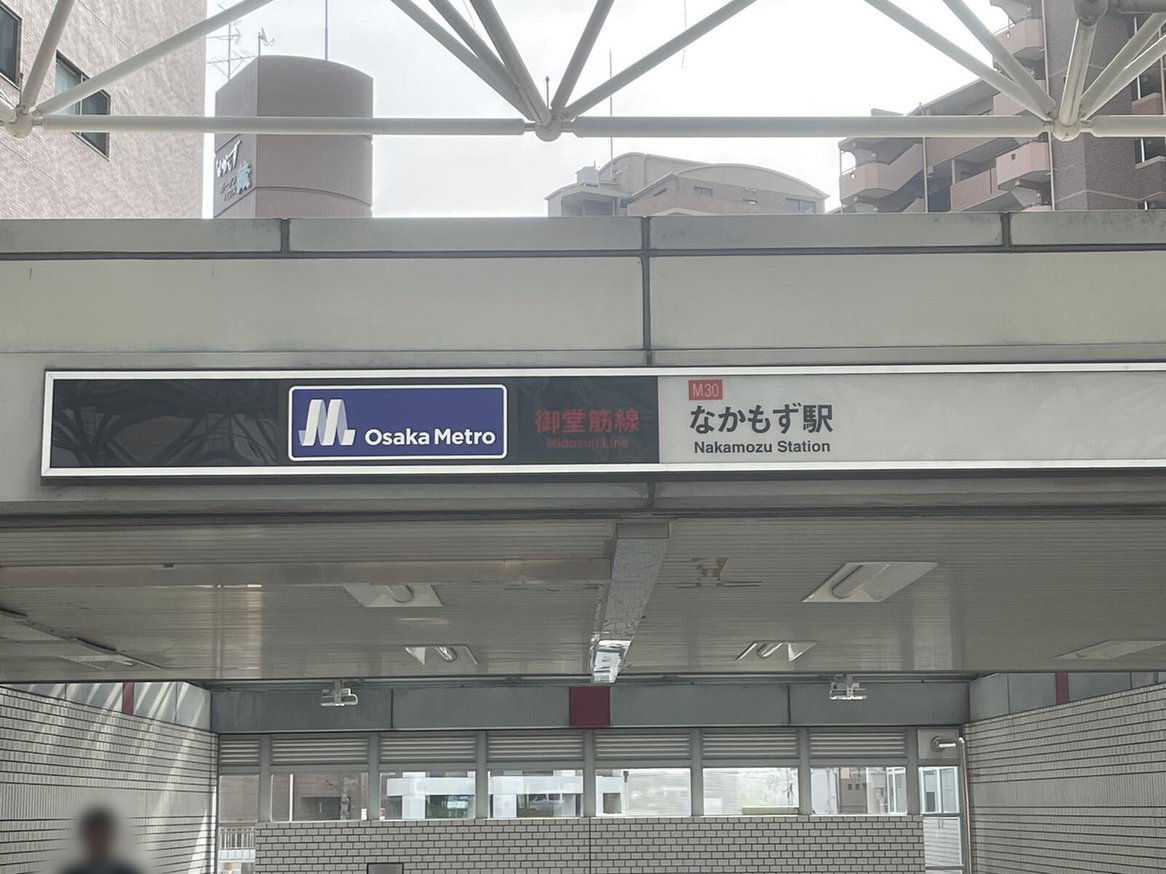 Osaka Metro
御堂筋線
Midosuji Line
M30
なかもず駅
Nakamozu Station